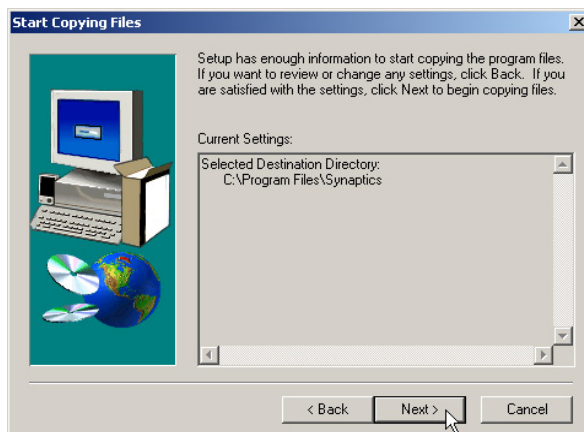 Start Copying Files
Setup has enough information to start copying the program files.
If you want to review or change any settings, click Back. If you
are satisfied with the settings, click Next to begin copying files.
Current Settings:
Selected Destination Directory:
C:\Program Files\Synaptics
< Back
Next >
Cancel